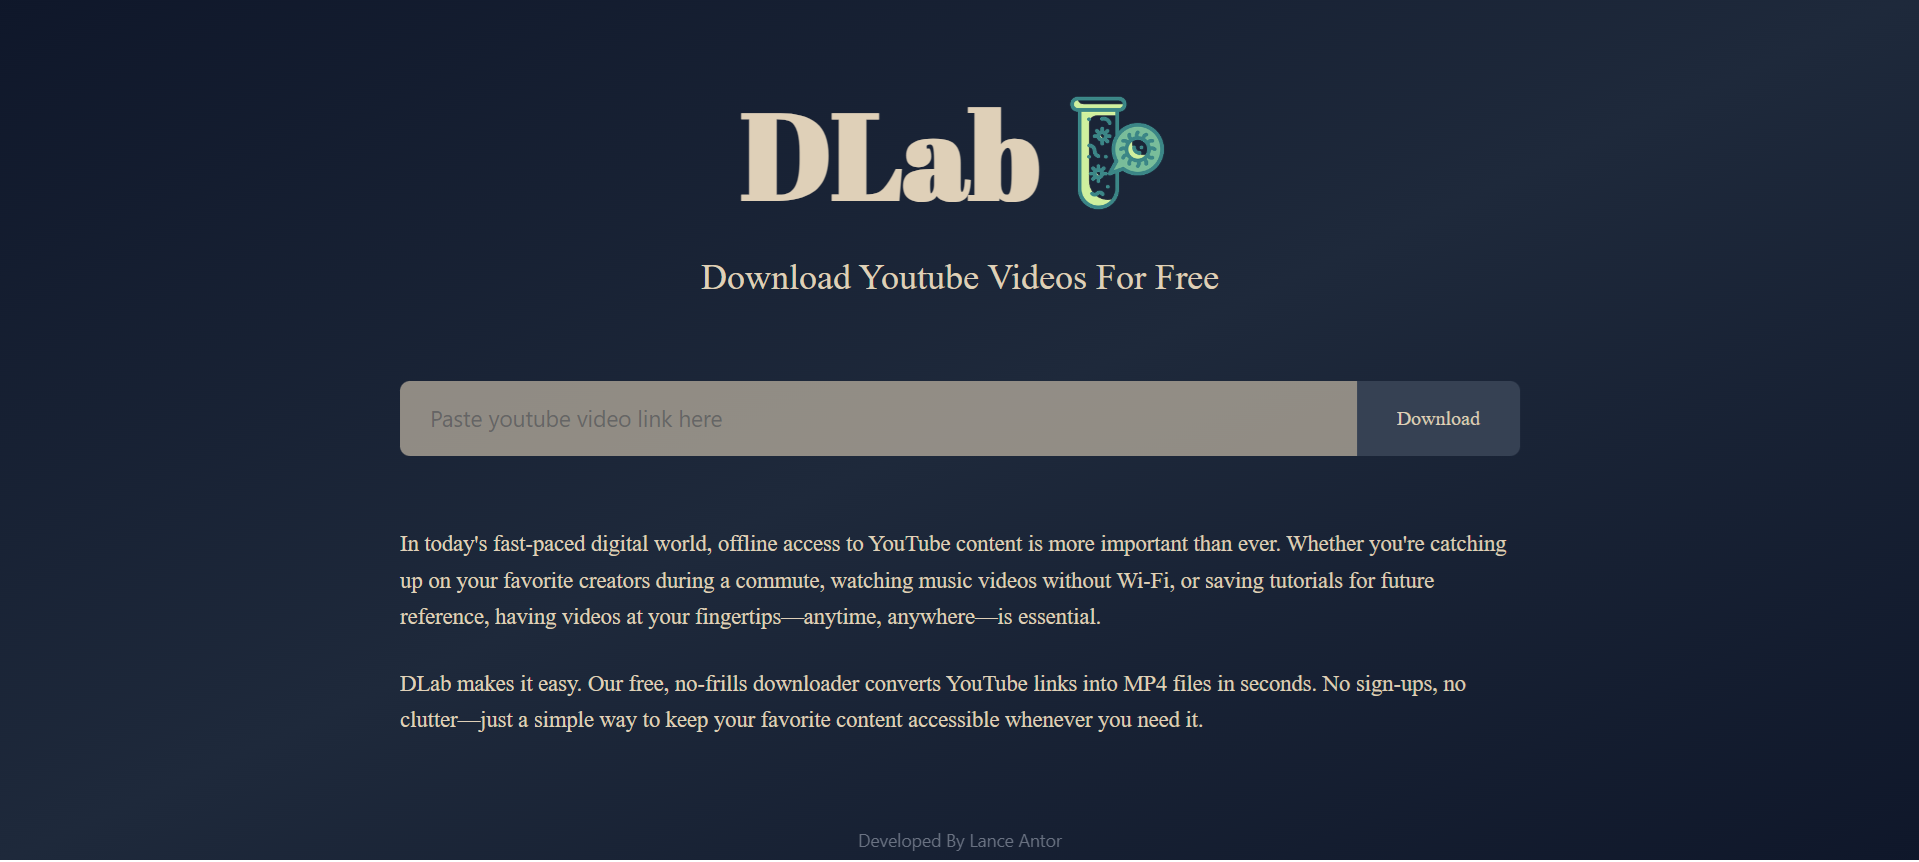 DLab
Download Youtube Videos For Free
Paste youtube video link here
Download
In today's fast-paced digital world, offline access to YouTube content is more important than ever. Whether you're catching
up on your favorite creators during a commute, watching music videos without Wi-Fi, or saving tutorials for future
reference, having videos at your fingertips—anytime, anywhere—is essential.
DLab makes it easy. Our free, no-frills downloader converts YouTube links into MP4 files in seconds. No sign-ups, no
clutter—just a simple way to keep your favorite content accessible whenever you need it.
Developed By Lance Antor